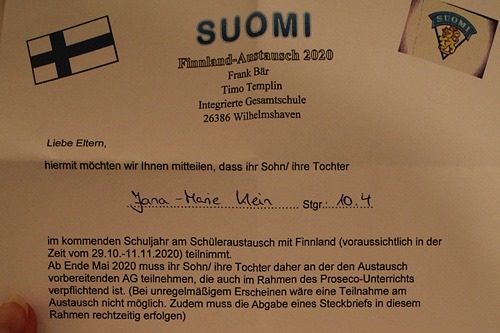 SUOMI
SUOMI
Finnland-Austausch 2020
Frank Bär
Timo Templin
Integrierte Gesamtschule
26386 Wilhelmshaven
Liebe Eltern,
hiermit möchten wir Ihnen mitteilen, dass ihr Sohn/ ihre Tochter
Jana-Marie Klein Stgr.: 10.4
im kommenden Schuljahr am Schüleraustausch mit Finnland (voraussichtlich in der
Zeit vom 29.10.-11.11.2020) teilnimmt.
Ab Ende Mai 2020 muss ihr Sohn/ ihre Tochter daher an der den Austausch
vorbereitenden AG teilnehmen, die auch im Rahmen des Proseco-Unterrichts
verpflichtend ist. (Bei unregelmäßigem Erscheinen wäre eine Teilnahme am
Austausch nicht möglich. Zudem muss die Abgabe eines Steckbriefs in diesem
Rahmen rechtzeitig erfolgen)